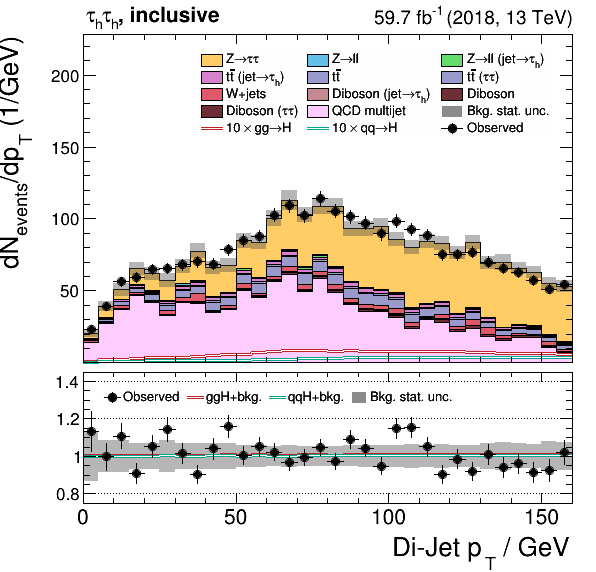 τhτh, inclusive 59.7 fb⁻¹ (2018, 13 TeV)
dNevents/dpT (1/GeV)
Z→ττ Z→ll Z→ll (jet→τh)
tt̄ (jet→τh) tt̄ tt̄ (ττ)
W+jets Diboson (jet→τh) Diboson
Diboson (ττ) QCD multijet Bkg. stat. unc.
10 × gg→H 10 × qq→H Observed
200
150
100
50
Observed ggH+bkg. qqH+bkg. Bkg. stat. unc.
1.4
1.2
1
0.8
0 50 100 150
Di-Jet pT / GeV